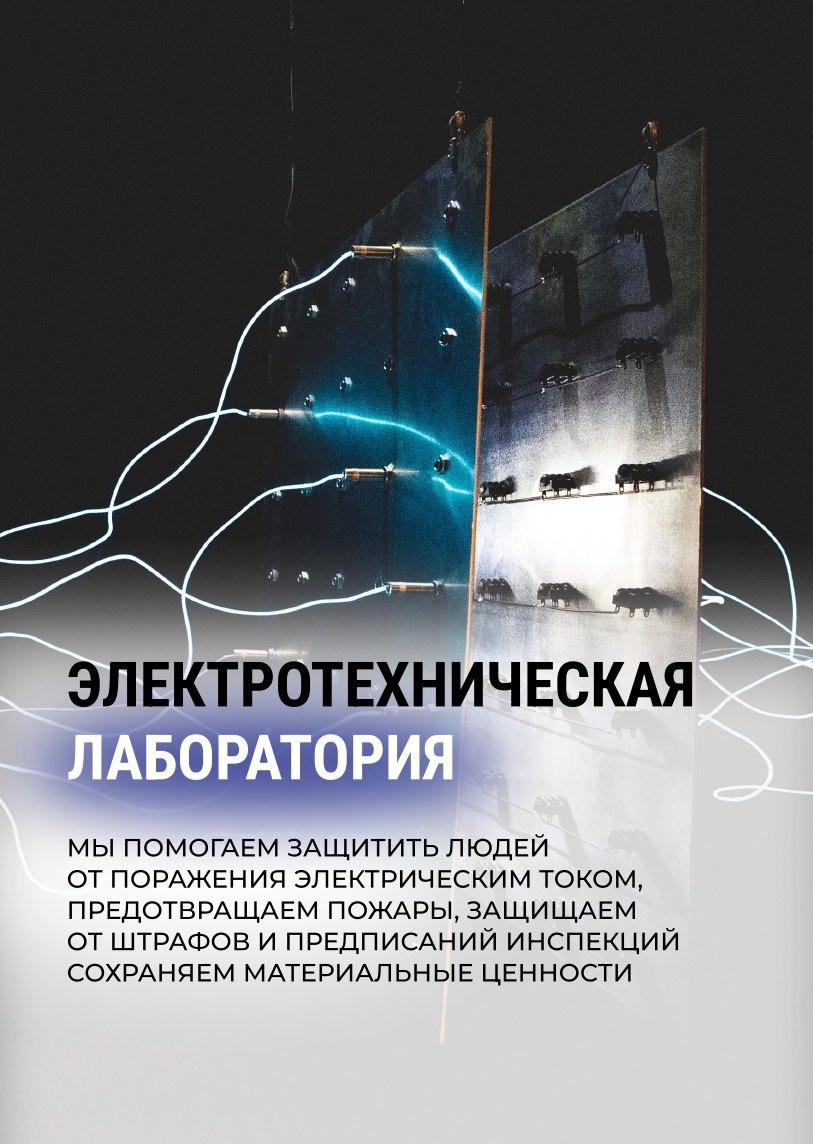 ЭЛЕКТРОТЕХНИЧЕСКАЯ
ЛАБОРАТОРИЯ
МЫ ПОМОГАЕМ ЗАЩИТИТЬ ЛЮДЕЙ
ОТ ПОРАЖЕНИЯ ЭЛЕКТРИЧЕСКИМ ТОКОМ,
ПРЕДОТВРАЩАЕМ ПОЖАРЫ, ЗАЩИЩАЕМ
ОТ ШТРАФОВ И ПРЕДПИСАНИЙ ИНСПЕКЦИЙ
СОХРАНЯЕМ МАТЕРИАЛЬНЫЕ ЦЕННОСТИ